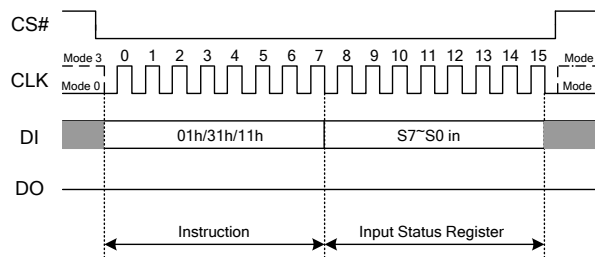 CS#
Mode 3 0 1 2 3 4 5 6 7 8 9 10 11 12 13 14 15 Mode
CLK
Mode 0 Mode
DI 01h/31h/11h S7~S0 in
DO
Instruction Input Status Register